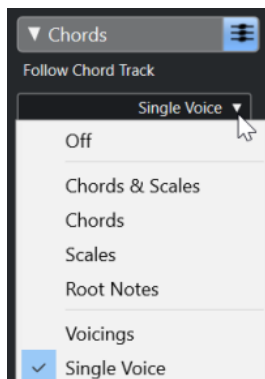 Chords
Follow Chord Track
Single Voice
Off
Chords & Scales
Chords
Scales
Root Notes
Voicings
Single Voice